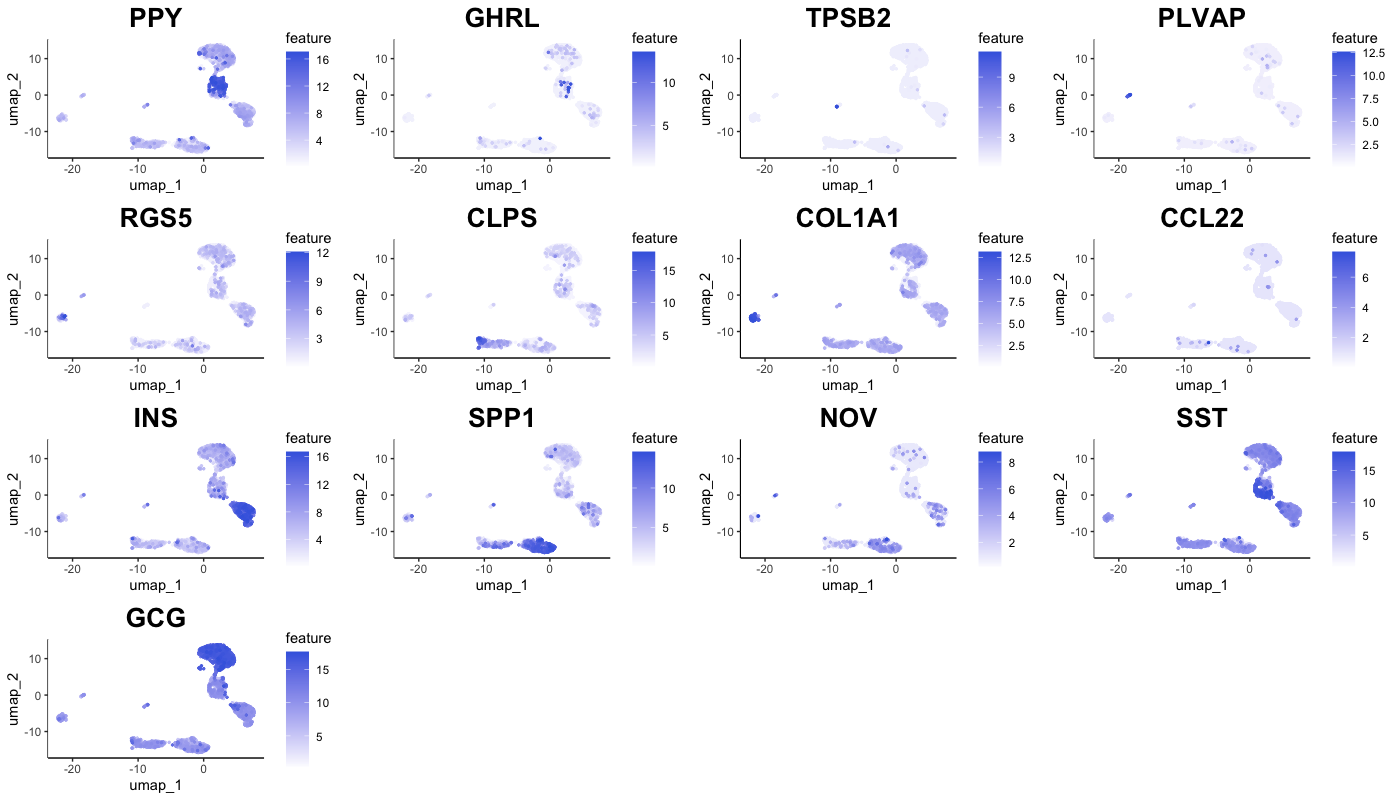 PPY
GHRL
TPSB2
PLVAP
feature
16
12
8
4
10
0
-10
umap_2
-20
-10
0
umap_1
feature
10
5
10
0
-10
umap_2
-20
-10
0
umap_1
feature
9
6
3
10
0
-10
umap_2
-20
-10
0
umap_1
feature
12.5
10.0
7.5
5.0
2.5
10
0
-10
umap_2
-20
-10
0
umap_1
RGS5
CLPS
COL1A1
CCL22
feature
12
9
6
3
10
0
-10
umap_2
-20
-10
0
umap_1
feature
15
10
5
10
0
-10
umap_2
-20
-10
0
umap_1
feature
12.5
10.0
7.5
5.0
2.5
10
0
-10
umap_2
-20
-10
0
umap_1
feature
6
4
2
10
0
-10
umap_2
-20
-10
0
umap_1
INS
SPP1
NOV
SST
feature
16
12
8
4
10
0
-10
umap_2
-20
-10
0
umap_1
feature
10
5
10
0
-10
umap_2
-20
-10
0
umap_1
feature
8
6
4
2
10
0
-10
umap_2
-20
-10
0
umap_1
feature
15
10
5
10
0
-10
umap_2
-20
-10
0
umap_1
GCG
feature
15
10
5
10
0
-10
umap_2
-20
-10
0
umap_1